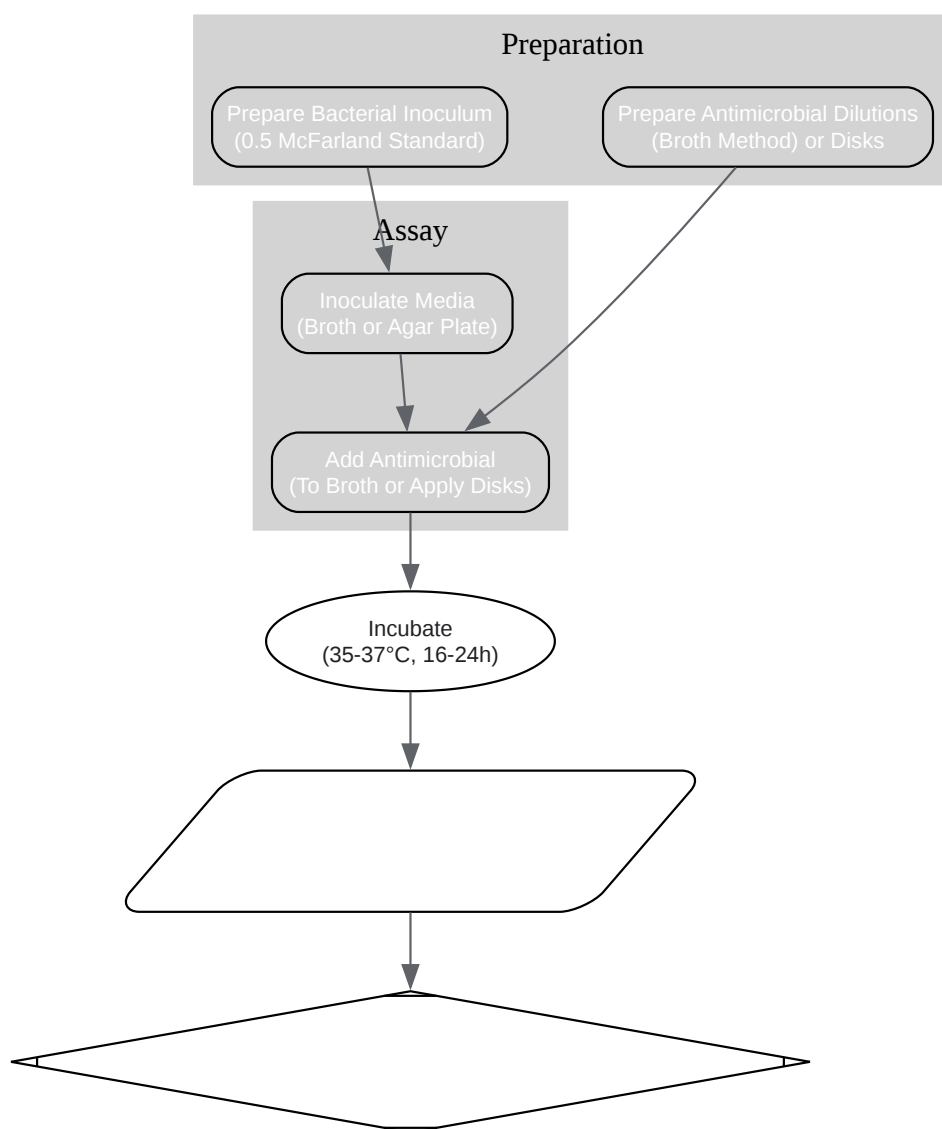 Preparation
Prepare Bacterial Inoculum
(0.5 McFarland Standard)
Prepare Antimicrobial Dilutions
(Broth Method) or Disks
Assay
Inoculate Media
(Broth or Agar Plate)
Add Antimicrobial
(To Broth or Apply Disks)
Incubate
(35-37°C, 16-24h)